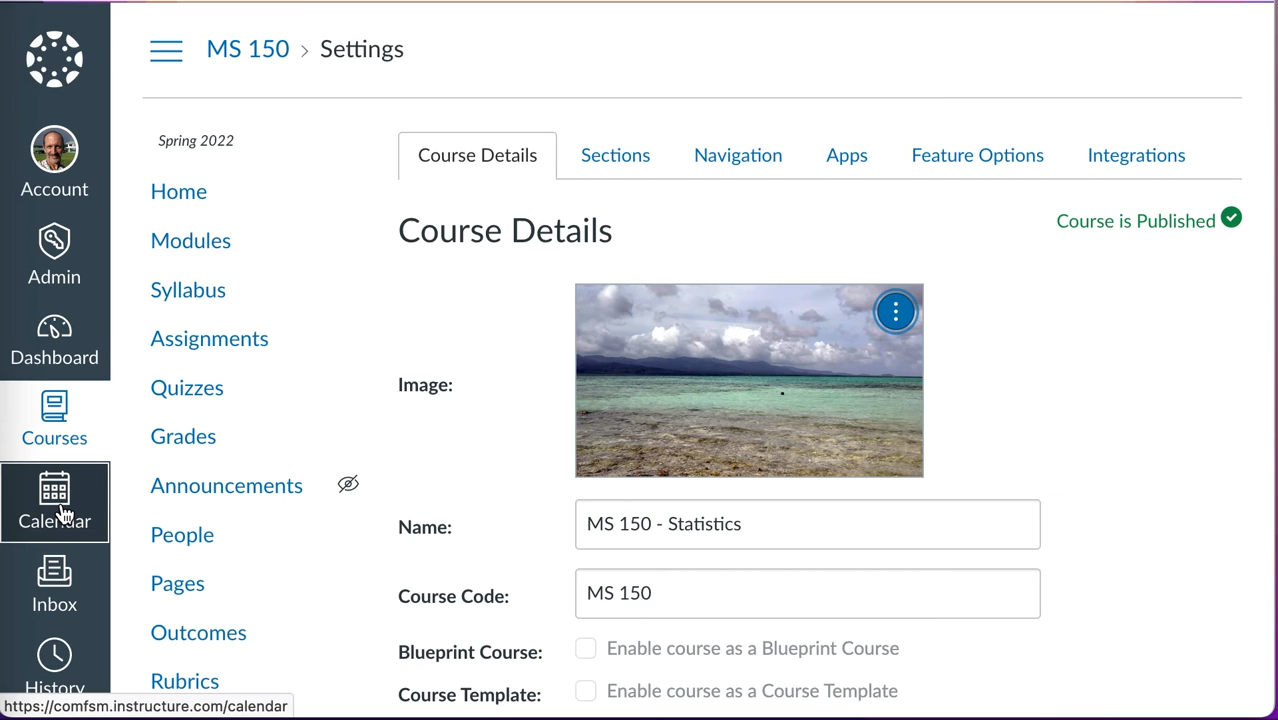 MS 150 > Settings
Account
Admin
Dashboard
Courses
Calendar
Inbox
History
https://comfsm.instructure.com/calendar
Spring 2022
Home
Modules
Syllabus
Assignments
Quizzes
Grades
Announcements
People
Pages
Outcomes
Rubrics
Course Details Sections Navigation Apps Feature Options Integrations
Course Details
Course is Published
Image:
Name: MS 150 - Statistics
Course Code: MS 150
Blueprint Course: Enable course as a Blueprint Course
Course Template: Enable course as a Course Template